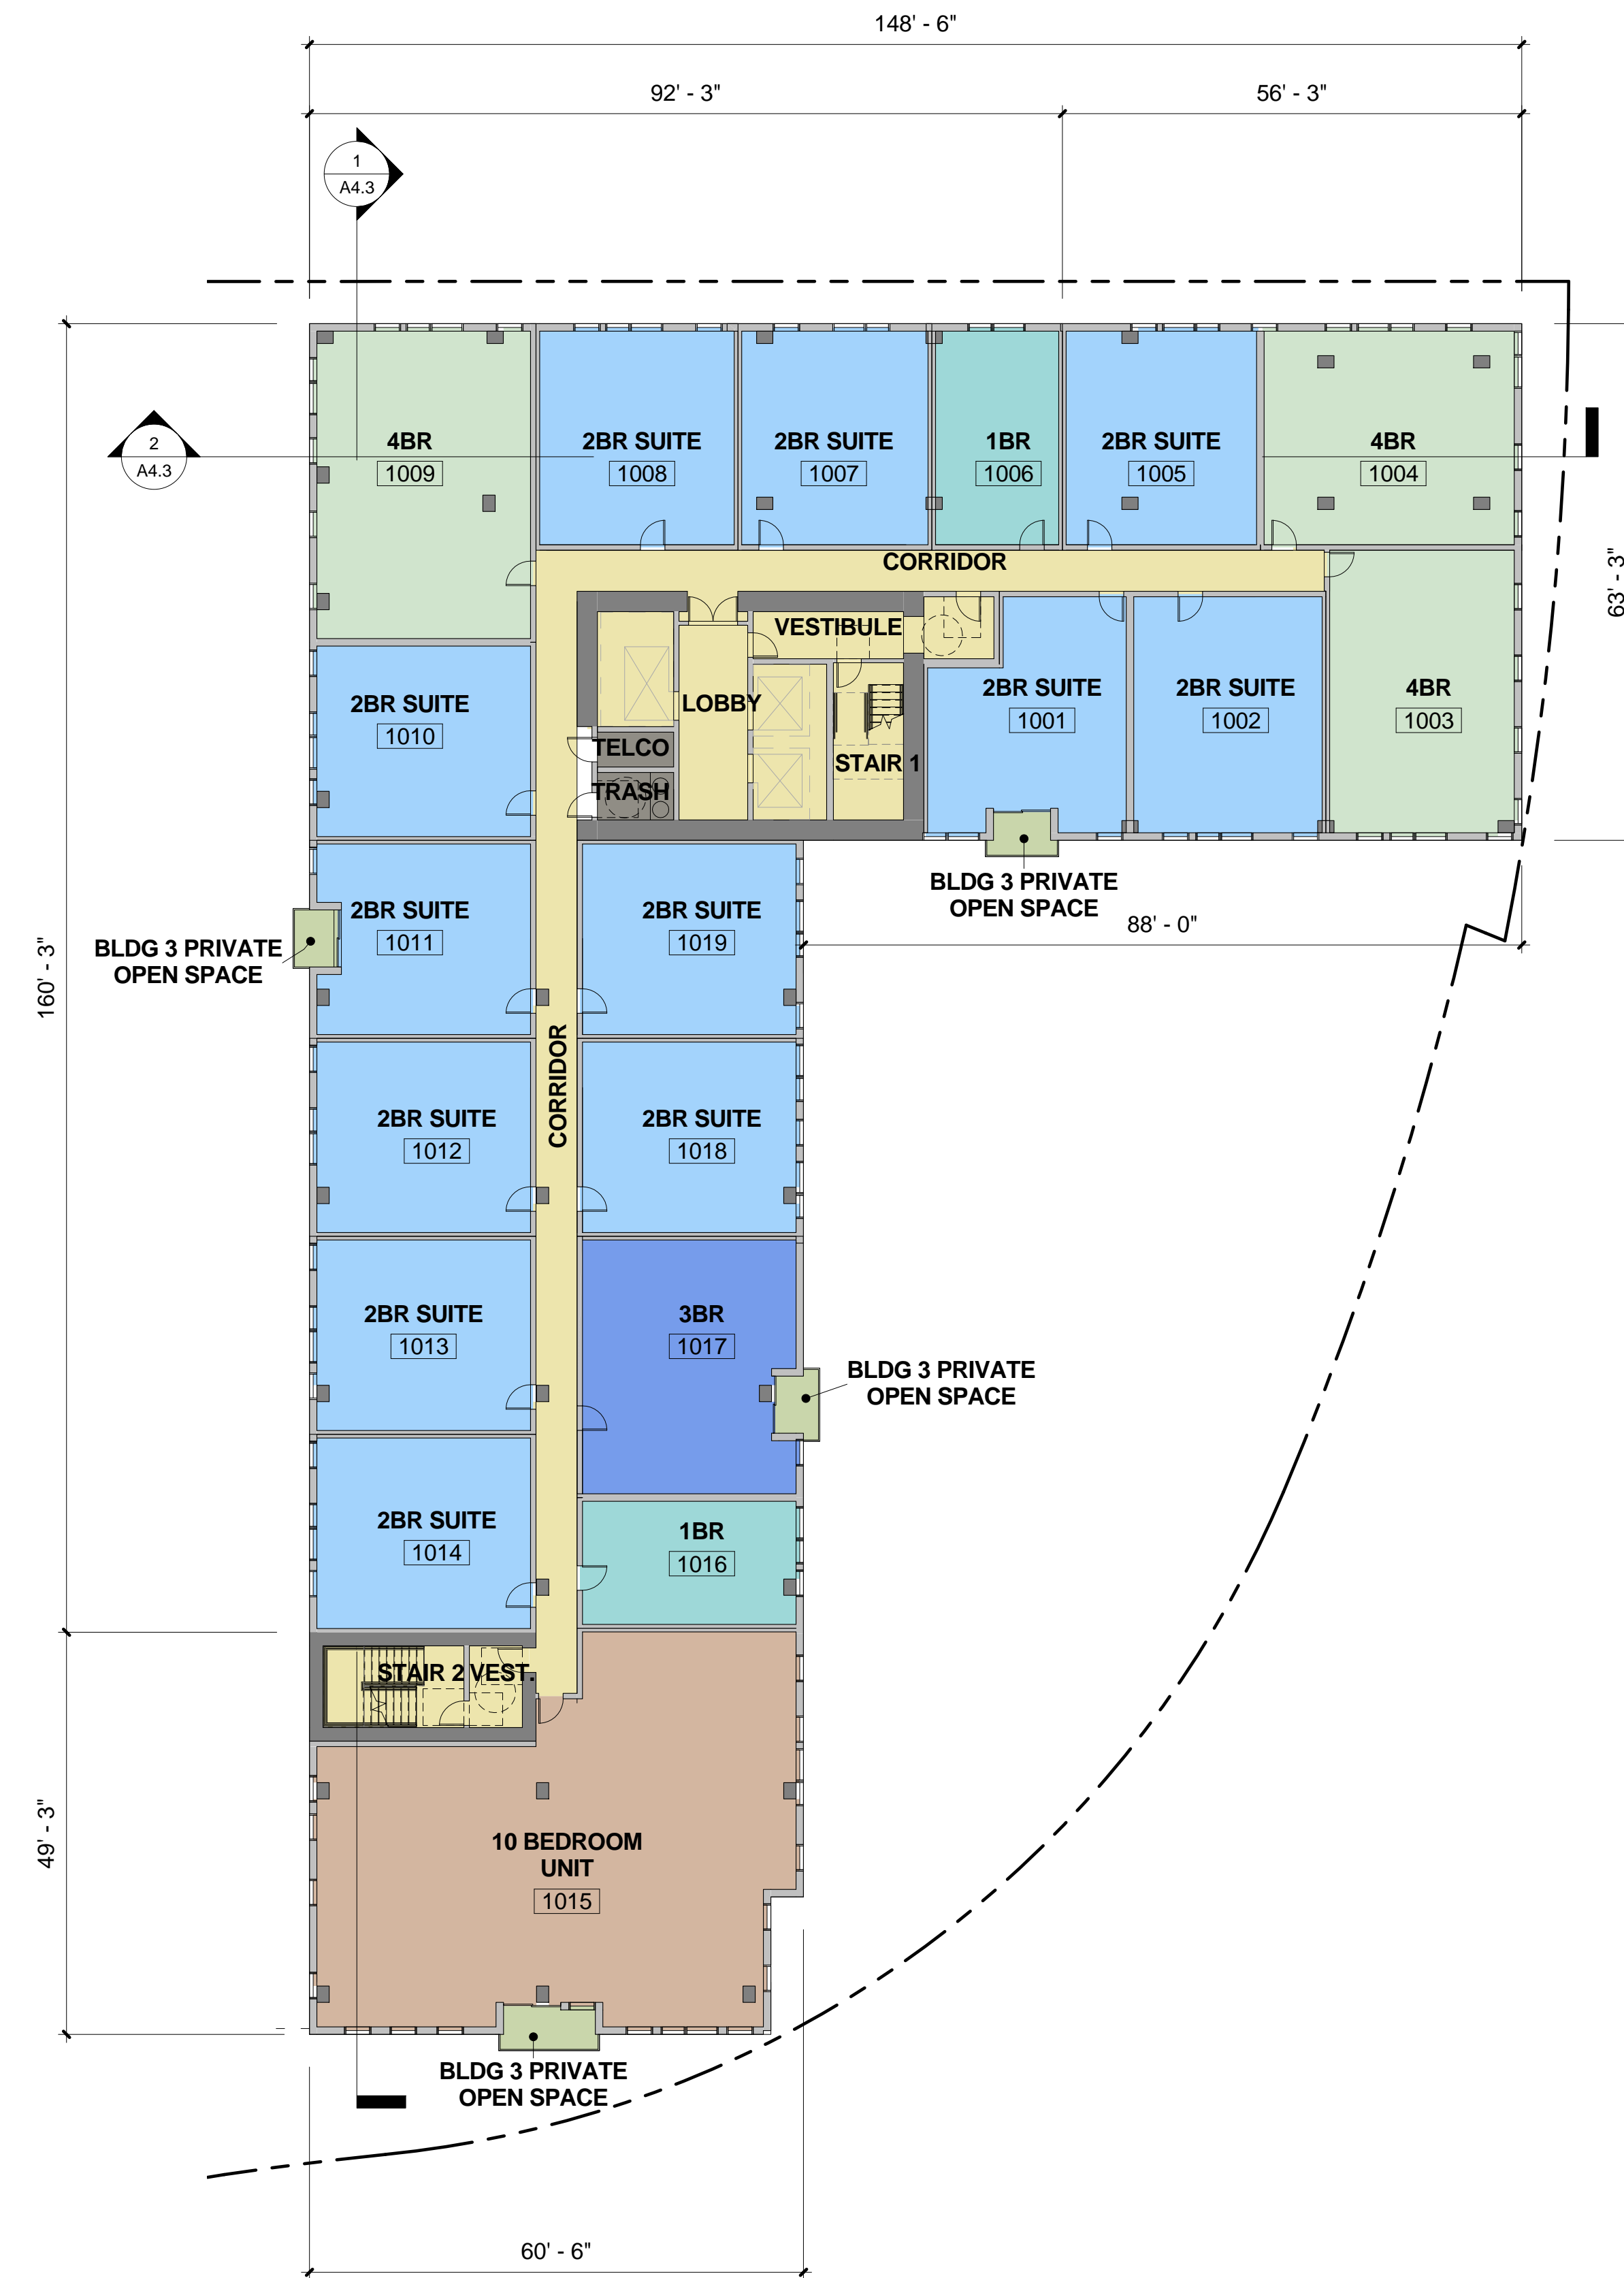 148' - 6"
92' - 3"
56' - 3"
1
A4.3
2
A4.3
4BR
1009
2BR SUITE
1008
2BR SUITE
1007
1BR
1006
2BR SUITE
1005
4BR
1004
CORRIDOR
63' - 3"
VESTIBULE
LOBBY
TELCO
TRASH
STAIR 1
2BR SUITE
1001
2BR SUITE
1002
4BR
1003
2BR SUITE
1010
BLDG 3 PRIVATE
OPEN SPACE
88' - 0"
2BR SUITE
1011
2BR SUITE
1019
BLDG 3 PRIVATE
OPEN SPACE
160' - 3"
CORRIDOR
2BR SUITE
1012
2BR SUITE
1018
2BR SUITE
1013
3BR
1017
BLDG 3 PRIVATE
OPEN SPACE
2BR SUITE
1014
1BR
1016
STAIR 2 VEST.
49' - 3"
10 BEDROOM
UNIT
1015
BLDG 3 PRIVATE
OPEN SPACE
60' - 6"